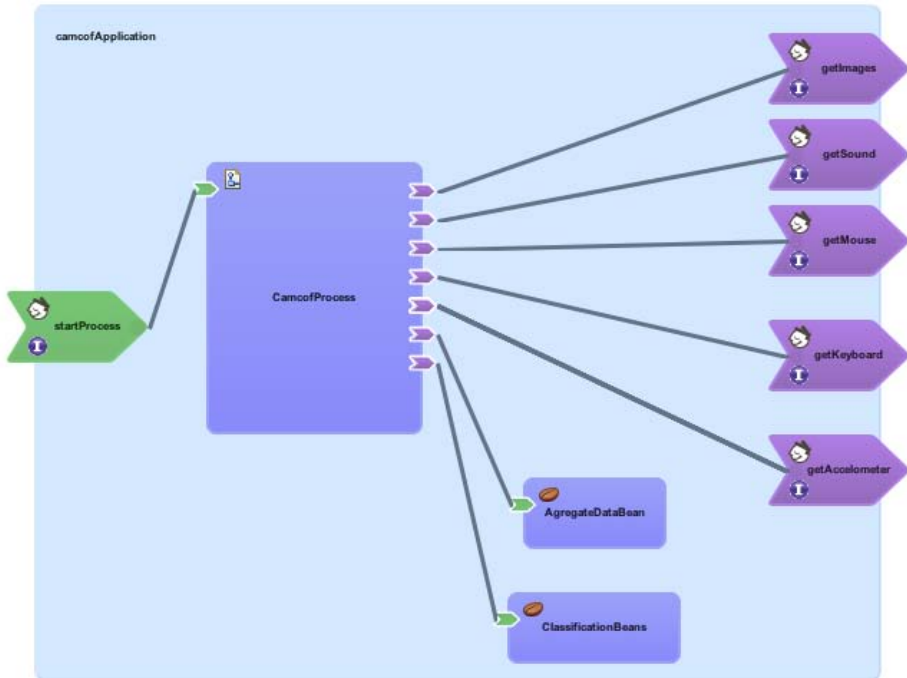 camcofApplication
getImages
getSound
getMouse
CamcofProcess
startProcess
getKeyboard
getAccelometer
AgregateDataBean
ClassificationBeans